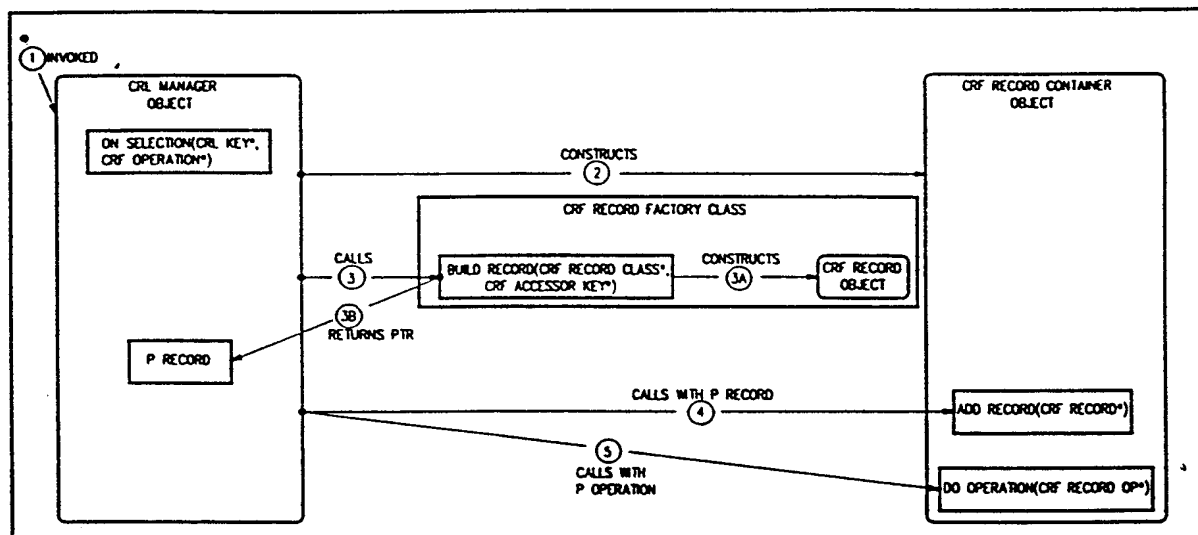 1 INVOKED
CRL MANAGER
OBJECT
CRF RECORD CONTAINER
OBJECT
ON SELECTION(CRL KEY*,
CRF OPERATION*)
CONSTRUCTS
2
CRF RECORD FACTORY CLASS
CALLS
3
BUILD RECORD(CRF RECORD CLASS*,
CRF ACCESSOR KEY*)
CONSTRUCTS
3A
CRF RECORD
OBJECT
3B
RETURNS PTR
P RECORD
CALLS WITH P RECORD
4
ADD RECORD(CRF RECORD*)
5
CALLS WITH
P OPERATION
DO OPERATION(CRF RECORD OP*)